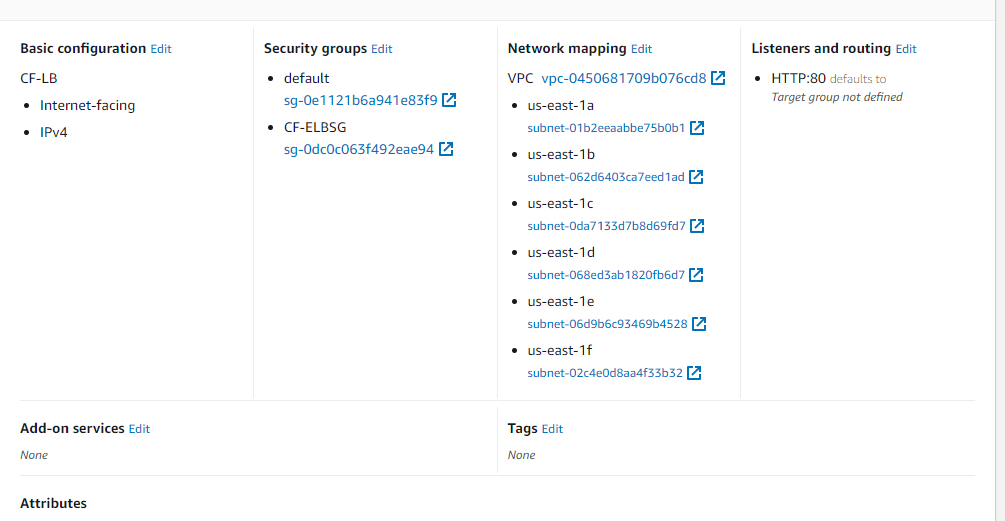 Basic configuration Edit
CF-LB
Internet-facing
IPv4
Security groups Edit
default
sg-0e1121b6a941e83f9
CF-ELBSG
sg-0dc0c063f492eae94
Network mapping Edit
VPC vpc-0450681709b076cd8
us-east-1a
subnet-01b2eeaabbe75b0b1
us-east-1b
subnet-062d6403ca7eed1ad
us-east-1c
subnet-0da7133d7b8d69fd7
us-east-1d
subnet-068ed3ab1820fb6d7
us-east-1e
subnet-06d9b6c93469b4528
us-east-1f
subnet-02c4e0d8aa4f33b32
Listeners and routing Edit
HTTP:80 defaults to
Target group not defined
Add-on services Edit
None
Tags Edit
None
Attributes